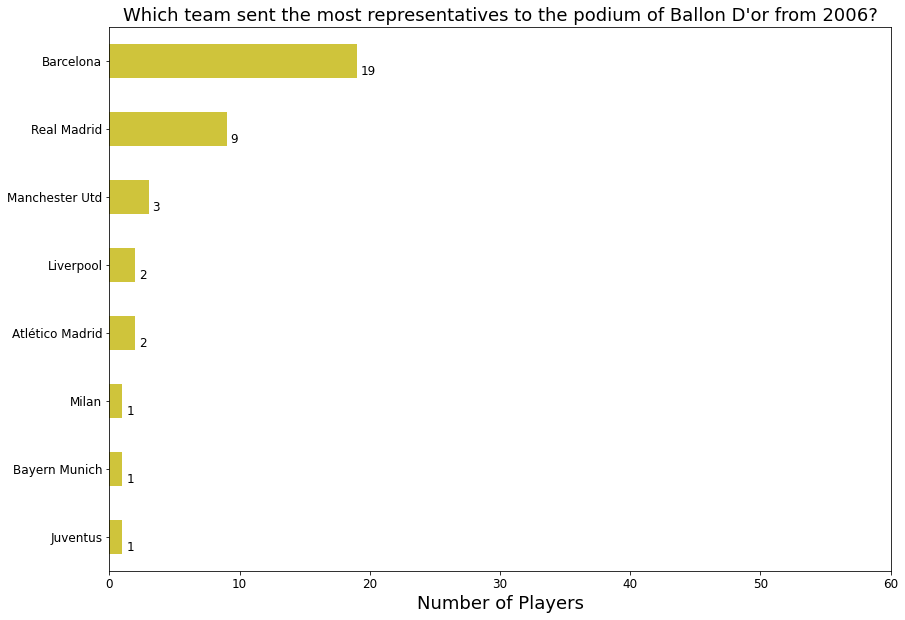 Which team sent the most representatives to the podium of Ballon D'or from 2006?
Barcelona
19
Real Madrid
9
Manchester Utd
3
Liverpool
2
Atlético Madrid
2
Milan
1
Bayern Munich
1
Juventus
1
0 10 20 30 40 50 60
Number of Players